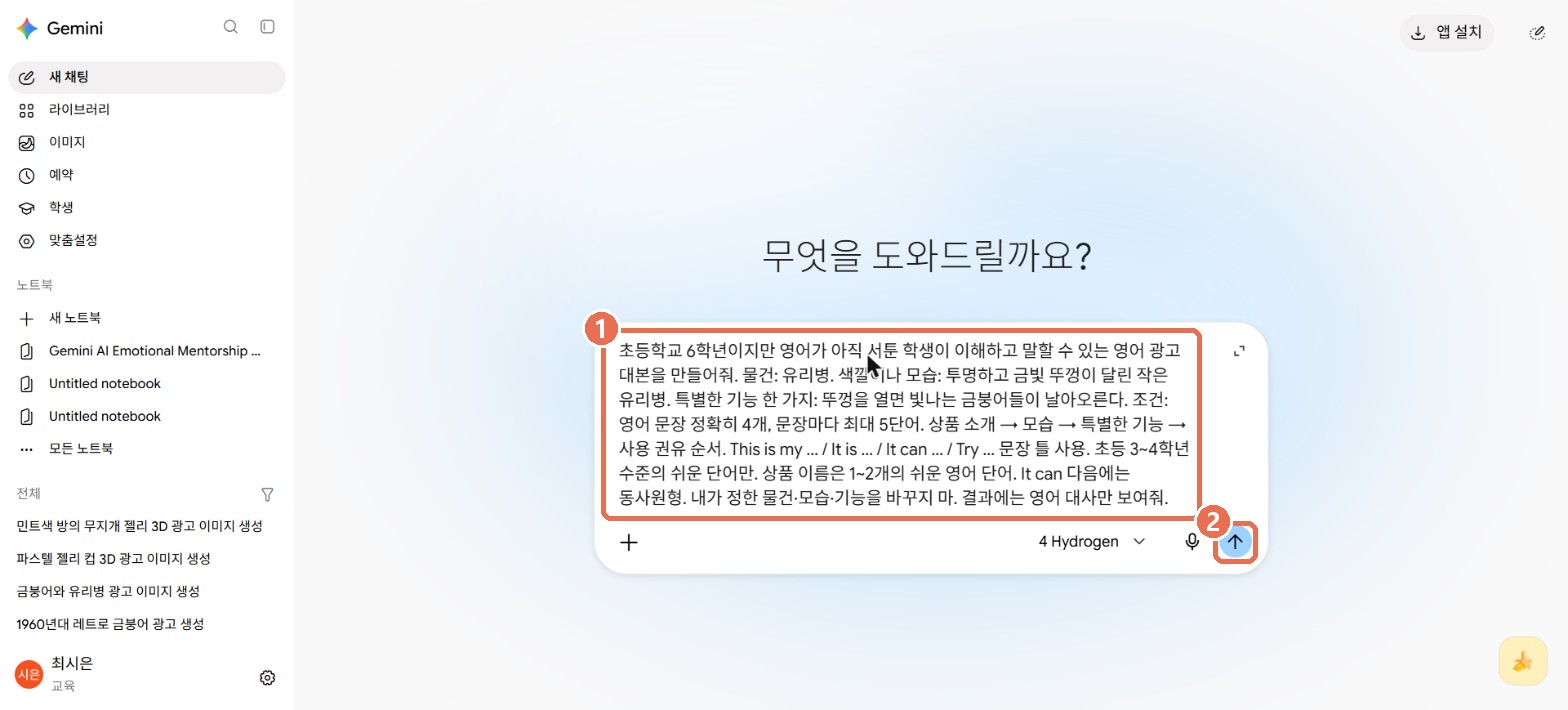 Gemini
새 채팅
라이브러리
이미지
예약
학생
맞춤설정
노트북
새 노트북
Gemini AI Emotional Mentorship ...
Untitled notebook
Untitled notebook
모든 노트북
전체
민트색 방의 무지개 젤리 3D 광고 이미지 생성
파스텔 젤리 컵 3D 광고 이미지 생성
금붕어와 유리병 광고 이미지 생성
1960년대 레트로 금붕어 광고 생성
시은
최시은
교육
앱 설치
무엇을 도와드릴까요?
1
초등학교 6학년이지만 영어가 아직 서툰 학생이 이해하고 말할 수 있는 영어 광고
대본을 만들어줘. 물건: 유리병. 모습: 투명하고 금빛 뚜껑이 달린 작은
유리병. 특별한 기능 한 가지: 뚜껑을 열면 빛나는 금붕어들이 날아오른다. 조건:
영어 문장 정확히 4개, 문장마다 최대 5단어. 상품 소개 → 모습 → 특별한 기능 →
사용 권유 순서. This is my ... / It is ... / It can ... / Try ... 문장 틀 사용. 초등 3~4학년
수준의 쉬운 단어만. 상품 이름은 1~2개의 쉬운 영어 단어. It can 다음에는
동사원형. 내가 정한 물건·모습·기능을 바꾸지 마. 결과에는 영어 대사만 보여줘.
2
4 Hydrogen